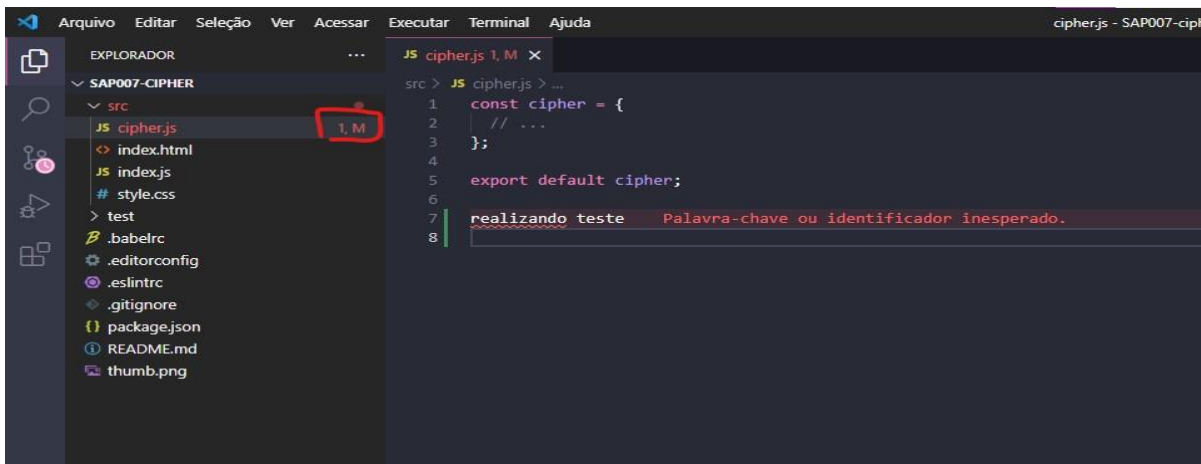 Arquivo Editar Seleção Ver Acessar Executar Terminal Ajuda
cipher.js - SAP007-ciph
EXPLORADOR ...
SAP007-CIPHER
src
JS cipher.js 1, M
<> index.html
JS index.js
# style.css
> test
.babelrc
.editorconfig
.eslintrc
.gitignore
{} package.json
README.md
thumb.png
JS cipher.js 1, M ×
src > JS cipher.js > ...
1 const cipher = {
2 // ...
3 };
4
5 export default cipher;
6
7 realizando teste Palavra-chave ou identificador inesperado.
8